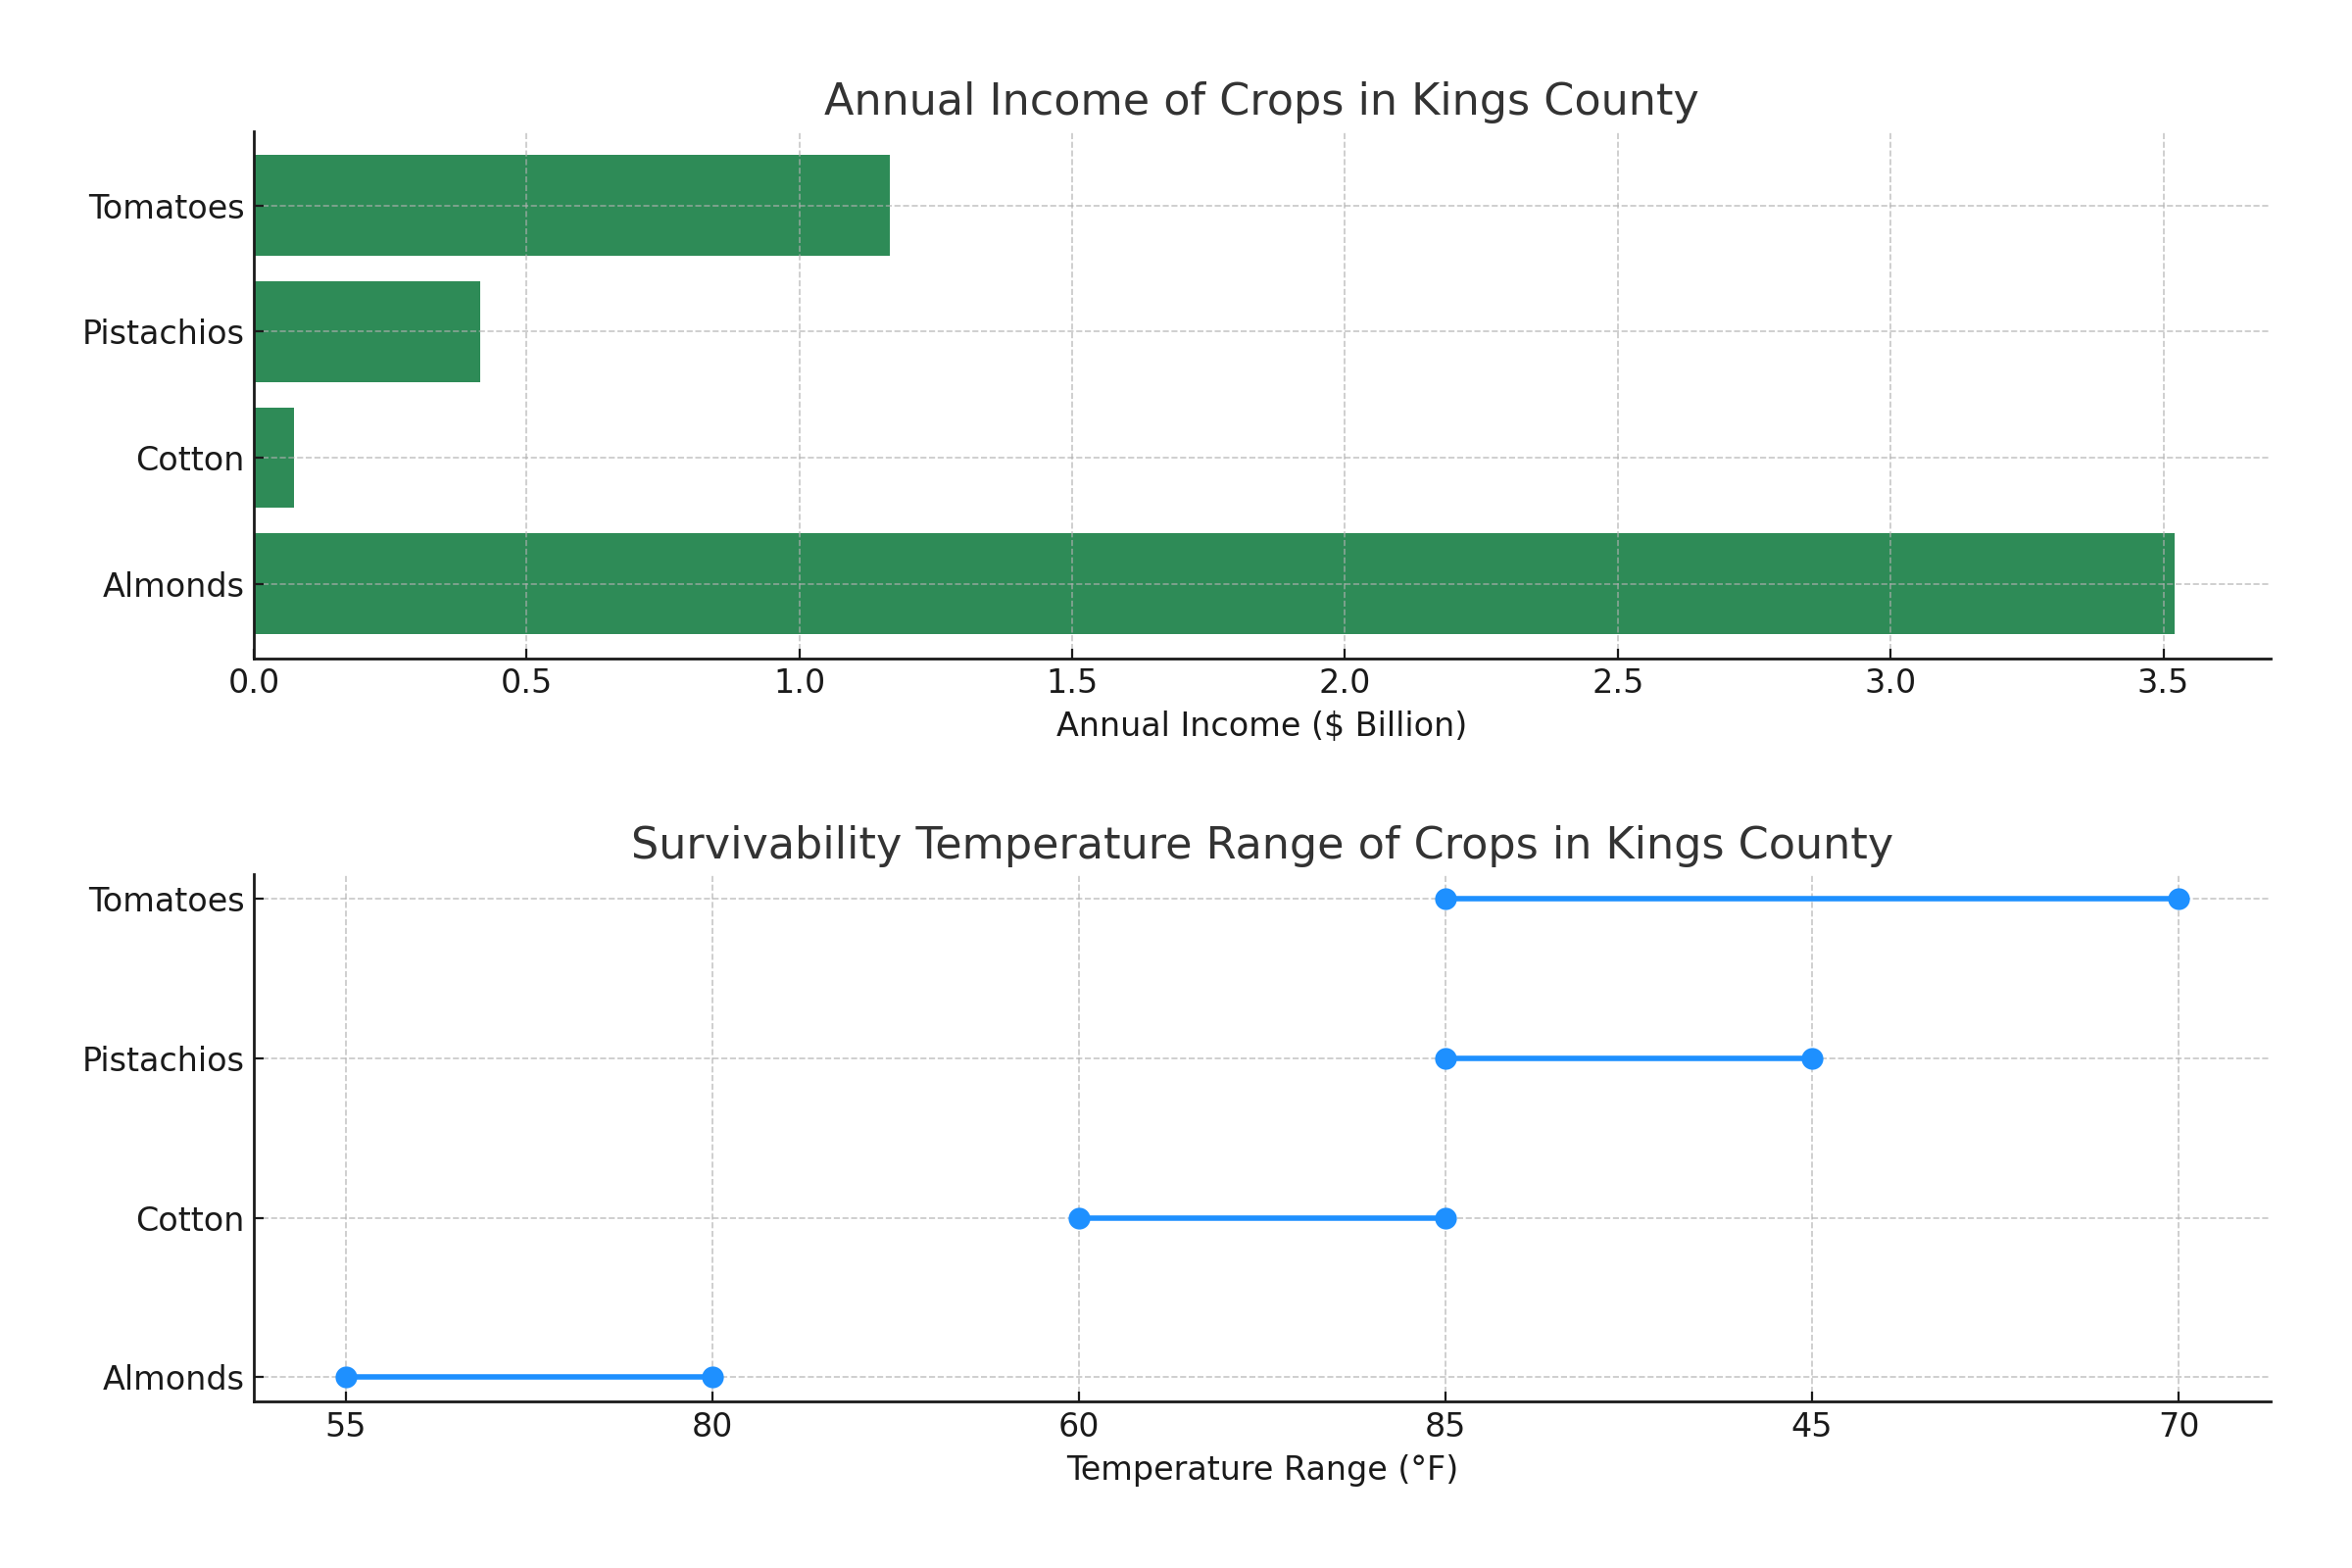 Annual Income of Crops in Kings County
Tomatoes
Pistachios
Cotton
Almonds
0.0 0.5 1.0 1.5 2.0 2.5 3.0 3.5
Annual Income ($ Billion)
Survivability Temperature Range of Crops in Kings County
Tomatoes
Pistachios
Cotton
Almonds
55 80 60 85 45 70
Temperature Range (°F)